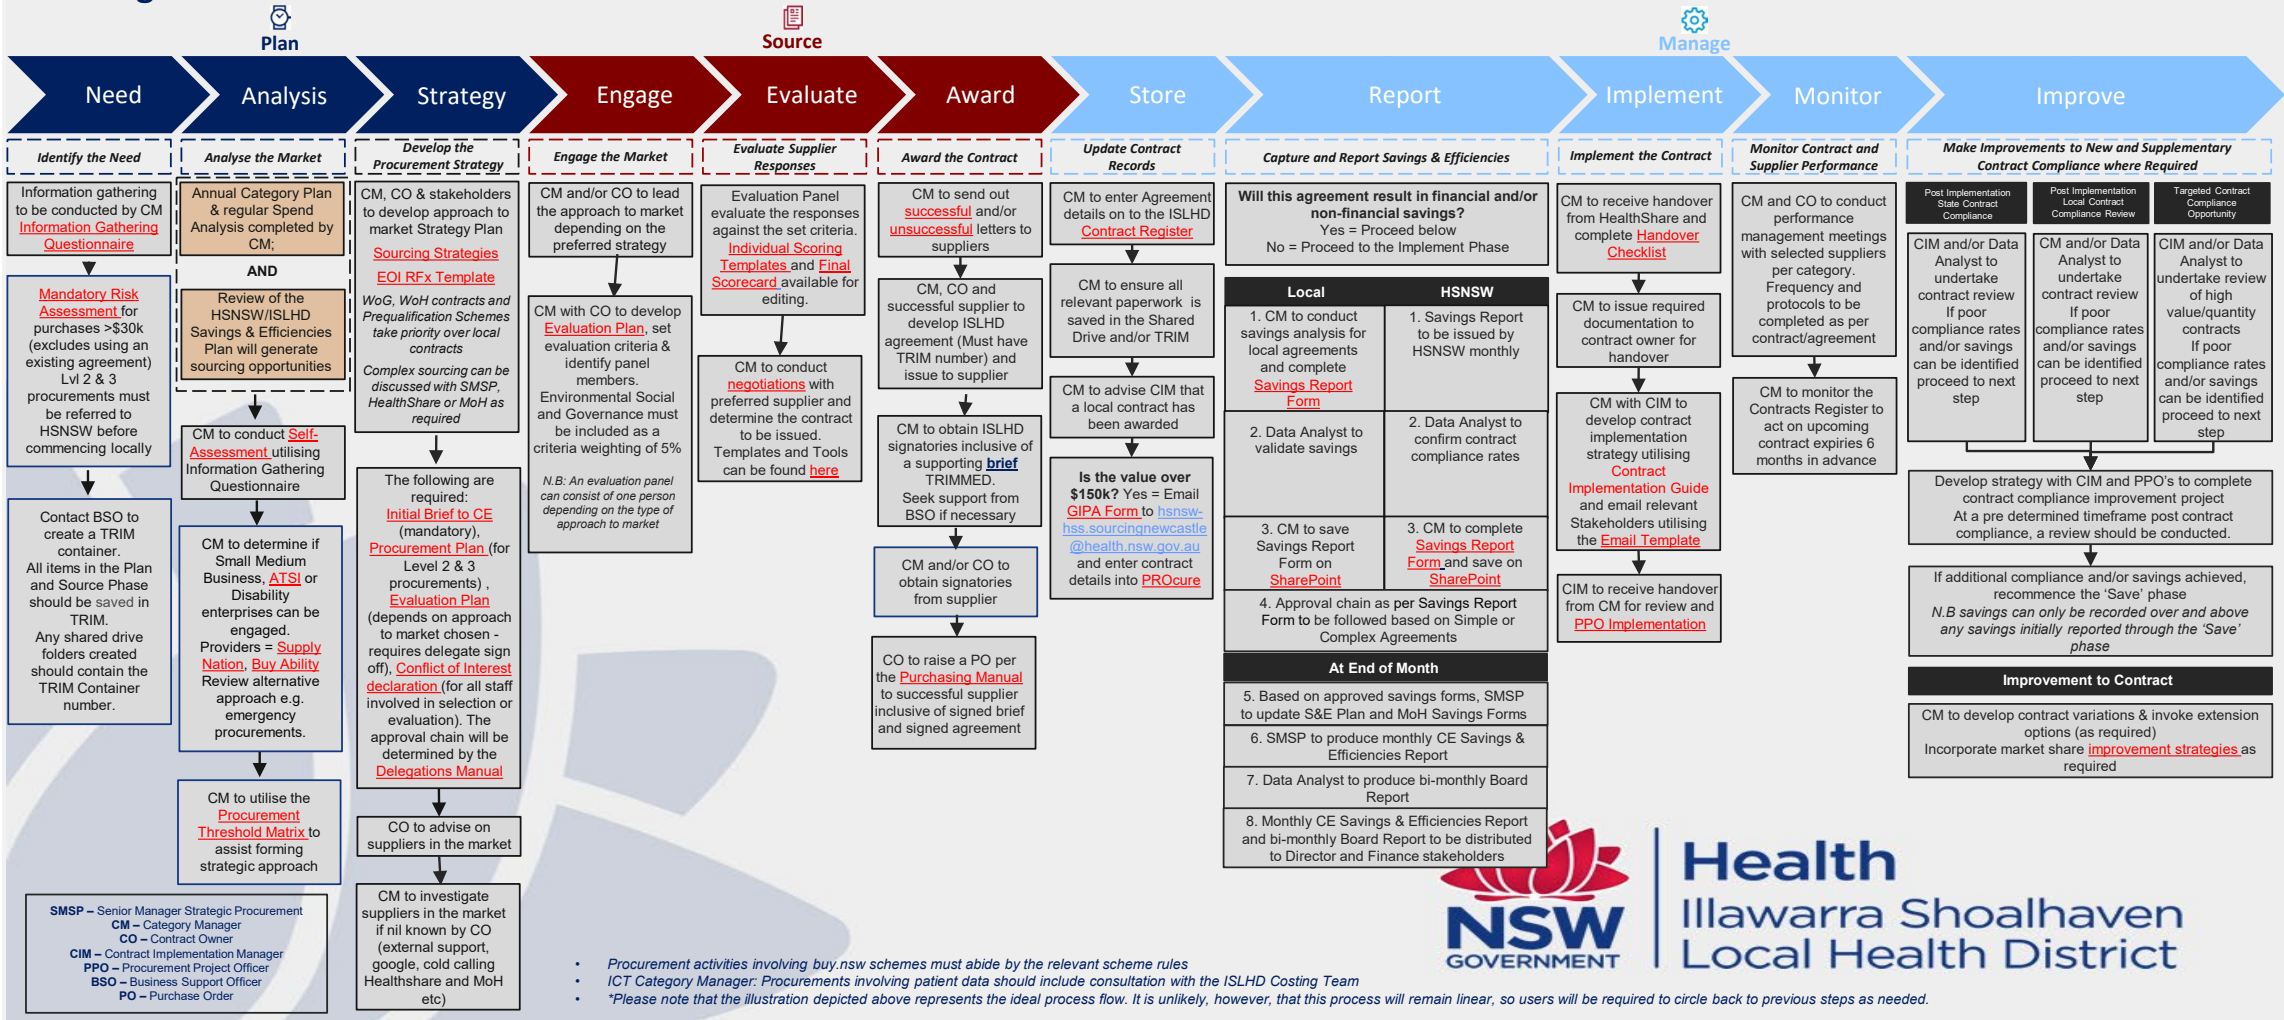 Plan
Source
Manage
Need
Analysis
Strategy
Engage
Evaluate
Award
Store
Report
Implement
Monitor
Improve
Identify the Need
Analyse the Market
Develop the
Procurement Strategy
Engage the Market
Evaluate Supplier
Responses
Award the Contract
Update Contract
Records
Capture and Report Savings & Efficiencies
Implement the Contract
Monitor Contract and
Supplier Performance
Make Improvements to New and Supplementary
Contract Compliance where Required
Information gathering
to be conducted by CM
Information Gathering
Questionnaire
Mandatory Risk
Assessment for
purchases >$30k
(excludes using an
existing agreement)
Lvl 2 & 3
procurements must
be referred to
HSNSW before
commencing locally
Contact BSO to
create a TRIM
container.
All items in the Plan
and Source Phase
should be saved in
TRIM.
Any shared drive
folders created
should contain the
TRIM Container
number.
Annual Category Plan
& regular Spend
Analysis completed by
CM;
AND
Review of the
HSNSW/ISLHD
Savings & Efficiencies
Plan will generate
sourcing opportunities
CM to conduct Self-
Assessment utilising
Information Gathering
Questionnaire
CM to determine if
Small Medium
Business, ATSI or
Disability
enterprises can be
engaged.
Providers = Supply
Nation, Buy Ability
Review alternative
approach e.g.
emergency
procurements.
CM to utilise the
Procurement
Threshold Matrix to
assist forming
strategic approach
CM, CO & stakeholders
to develop approach to
market Strategy Plan
Sourcing Strategies
EOI RFx Template
WoG, WoH contracts and
Prequalification Schemes
take priority over local
contracts
Complex sourcing can be
discussed with SMSP,
HealthShare or MoH as
required
The following are
required:
Initial Brief to CE
(mandatory),
Procurement Plan (for
Level 2 & 3
procurements) ,
Evaluation Plan
(depends on approach
to market chosen -
requires delegate sign
off), Conflict of Interest
declaration (for all staff
involved in selection or
evaluation). The
approval chain will be
determined by the
Delegations Manual
CO to advise on
suppliers in the market
CM to investigate
suppliers in the market
if nil known by CO
(external support,
google, cold calling
Healthshare and MoH
etc)
CM and/or CO to lead
the approach to market
depending on the
preferred strategy
CM with CO to develop
Evaluation Plan, set
evaluation criteria &
identify panel
members.
Environmental Social
and Governance must
be included as a
criteria weighting of 5%
N.B: An evaluation panel
can consist of one person
depending on the type of
approach to market
Evaluation Panel
evaluate the responses
against the set criteria.
Individual Scoring
Templates and Final
Scorecard available for
editing.
CM to conduct
negotiations with
preferred supplier and
determine the contract
to be issued.
Templates and Tools
can be found here
CM to send out
successful and/or
unsuccessful letters to
suppliers
CM, CO and
successful supplier to
develop ISLHD
agreement (Must have
TRIM number) and
issue to supplier
CM to obtain ISLHD
signatories inclusive of
a supporting brief
TRIMMED.
Seek support from
BSO if necessary
CM and/or CO to
obtain signatories
from supplier
CO to raise a PO per
the Purchasing Manual
to successful supplier
inclusive of signed brief
and signed agreement
CM to enter Agreement
details on to the ISLHD
Contract Register
CM to ensure all
relevant paperwork is
saved in the Shared
Drive and/or TRIM
CM to advise CIM that
a local contract has
been awarded
Is the value over
$150k? Yes = Email
GIPA Form to hsnsw-
hss.sourcingnewcastle
@health.nsw.gov.au
and enter contract
details into PROcure
Will this agreement result in financial and/or
non-financial savings?
Yes = Proceed below
No = Proceed to the Implement Phase
Local
HSNSW
1. CM to conduct
savings analysis for
local agreements
and complete
Savings Report
Form
1. Savings Report
to be issued by
HSNSW monthly
2. Data Analyst to
validate savings
2. Data Analyst to
confirm contract
compliance rates
3. CM to save
Savings Report
Form on
SharePoint
3. CM to complete
Savings Report
Form and save on
SharePoint
4. Approval chain as per Savings Report
Form to be followed based on Simple or
Complex Agreements
At End of Month
5. Based on approved savings forms, SMSP
to update S&E Plan and MoH Savings Forms
6. SMSP to produce monthly CE Savings &
Efficiencies Report
7. Data Analyst to produce bi-monthly Board
Report
8. Monthly CE Savings & Efficiencies Report
and bi-monthly Board Report to be distributed
to Director and Finance stakeholders
CM to receive handover
from HealthShare and
complete Handover
Checklist
CM to issue required
documentation to
contract owner for
handover
CM with CIM to
develop contract
implementation
strategy utilising
Contract
Implementation Guide
and email relevant
Stakeholders utilising
the Email Template
CIM to receive handover
from CM for review and
PPO Implementation
CM and CO to conduct
performance
management meetings
with selected suppliers
per category.
Frequency and
protocols to be
completed as per
contract/agreement
CM to monitor the
Contracts Register to
act on upcoming
contract expiries 6
months in advance
Post Implementation
State Contract
Compliance
Post Implementation
Local Contract
Compliance Review
Targeted Contract
Compliance
Opportunity
CIM and/or Data
Analyst to
undertake
contract review
If poor
compliance rates
and/or savings
can be identified
proceed to next
step
CM and/or Data
Analyst to
undertake
contract review
If poor
compliance rates
and/or savings
can be identified
proceed to next
step
CIM and/or Data
Analyst to
undertake review
of high
value/quantity
contracts
If poor
compliance rates
and/or savings
can be identified
proceed to next
step
Develop strategy with CIM and PPO's to complete
contract compliance improvement project
At a pre determined timeframe post contract
compliance, a review should be conducted.
If additional compliance and/or savings achieved,
recommence the 'Save' phase
N.B savings can only be recorded over and above
any savings initially reported through the 'Save'
phase
Improvement to Contract
CM to develop contract variations & invoke extension
options (as required)
Incorporate market share improvement strategies as
required
SMSP – Senior Manager Strategic Procurement
CM – Category Manager
CO – Contract Owner
CIM – Contract Implementation Manager
PPO – Procurement Project Officer
BSO – Business Support Officer
PO – Purchase Order
• Procurement activities involving buy.nsw schemes must abide by the relevant scheme rules
• ICT Category Manager: Procurements involving patient data should include consultation with the ISLHD Costing Team
• *Please note that the illustration depicted above represents the ideal process flow. It is unlikely, however, that this process will remain linear, so users will be required to circle back to previous steps as needed.
NSW
GOVERNMENT
Health
Illawarra Shoalhaven
Local Health District